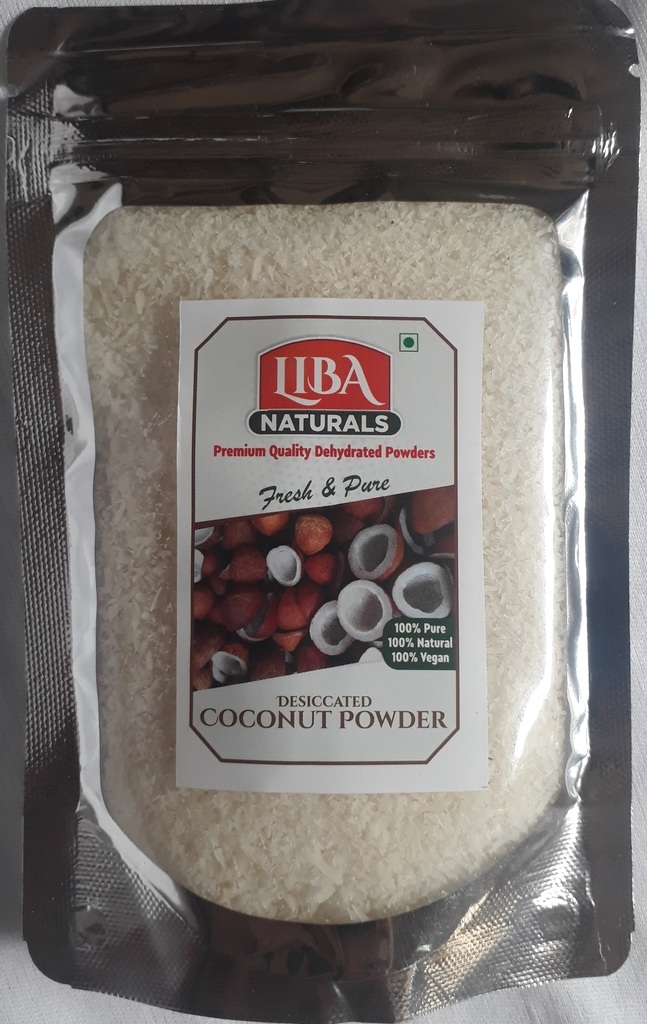 LIBA
NATURALS
Premium Quality Dehydrated Powders
Fresh & Pure
100% Pure
100% Natural
100% Vegan
DESICCATED
COCONUT POWDER